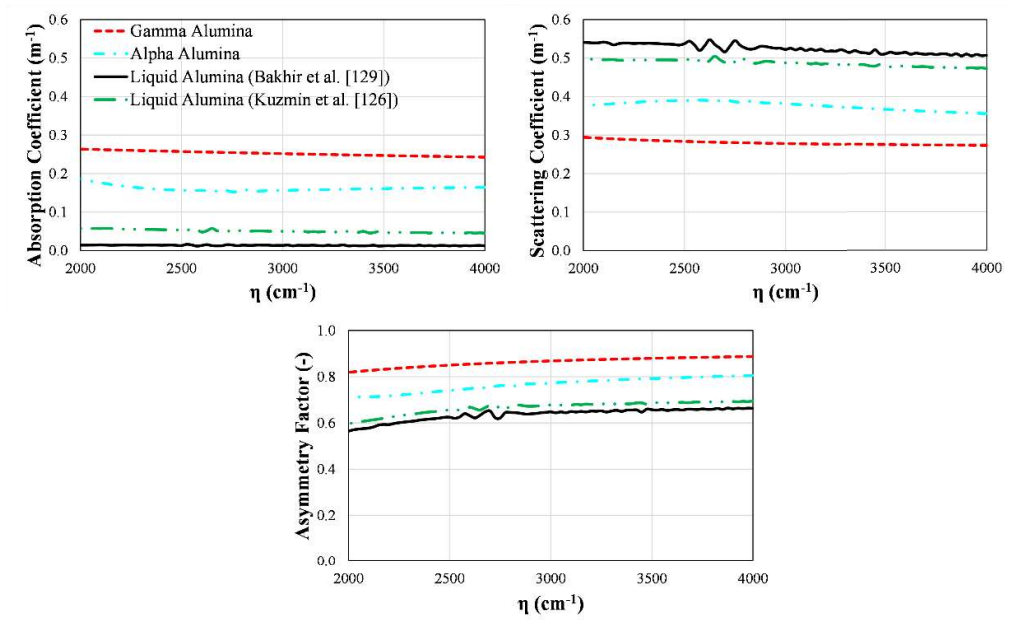 Absorption Coefficient (m-1)
0.6
0.5
0.4
0.3
0.2
0.1
0.0
Gamma Alumina
Alpha Alumina
Liquid Alumina (Bakhir et al. [129])
Liquid Alumina (Kuzmin et al. [126])
2000 2500 3000 3500 4000
η (cm-1)
Scattering Coefficient (m-1)
0.6
0.5
0.4
0.3
0.2
0.1
0.0
2000 2500 3000 3500 4000
η (cm-1)
Asymmetry Factor (-)
1.0
0.8
0.6
0.4
0.2
0.0
2000 2500 3000 3500 4000
η (cm-1)